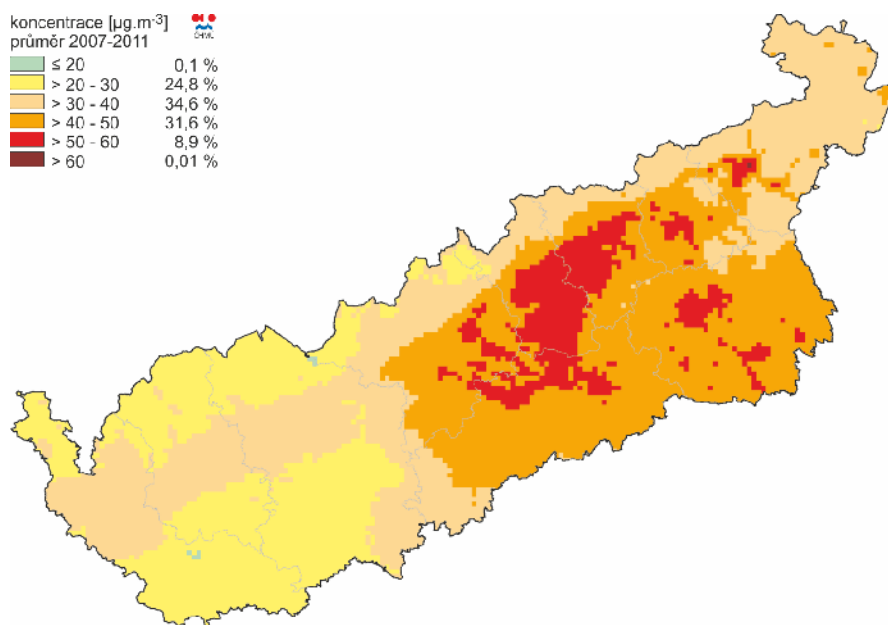 koncentrace [µg.m⁻³]
ČHMÚ
průměr 2007-2011
≤ 20 0,1 %
> 20 - 30 24,8 %
> 30 - 40 34,6 %
> 40 - 50 31,6 %
> 50 - 60 8,9 %
> 60 0,01 %